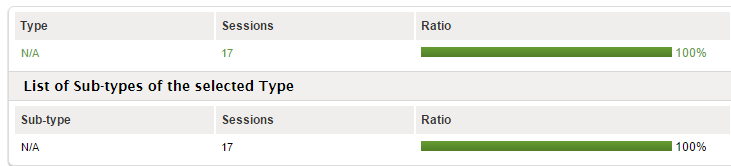 Type Sessions Ratio
N/A 17 100%
List of Sub-types of the selected Type
Sub-type Sessions Ratio
N/A 17 100%